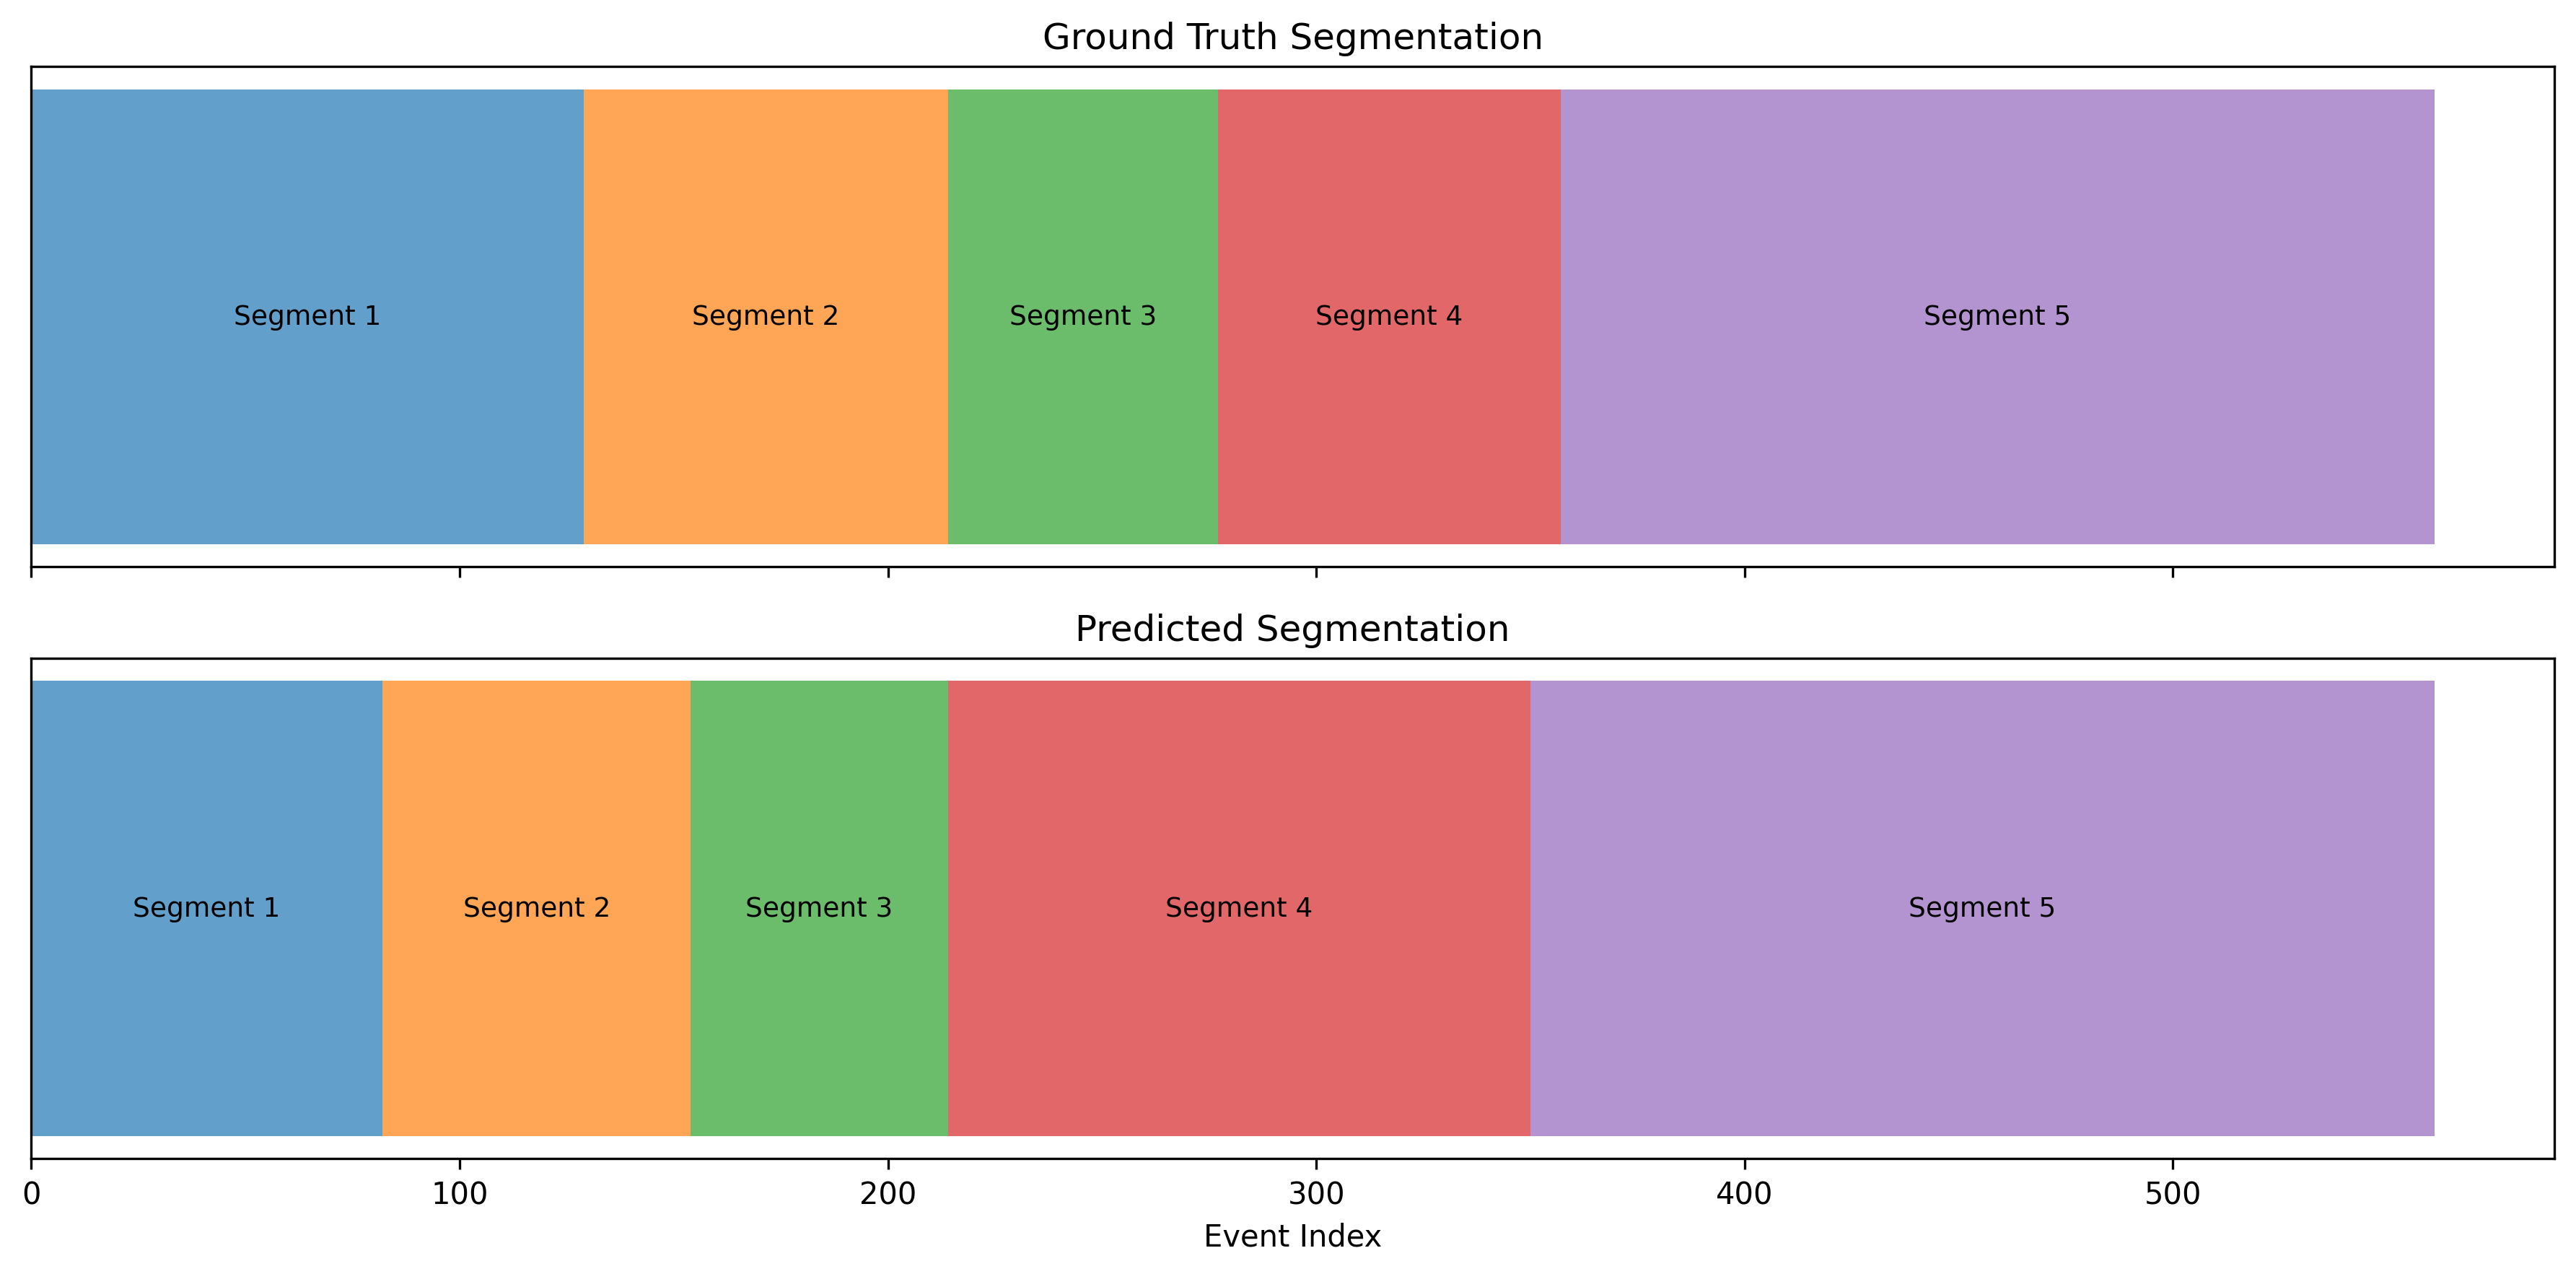 Ground Truth Segmentation
Segment 1 Segment 2 Segment 3 Segment 4 Segment 5
Predicted Segmentation
Segment 1 Segment 2 Segment 3 Segment 4 Segment 5
0 100 200 300 400 500
Event Index